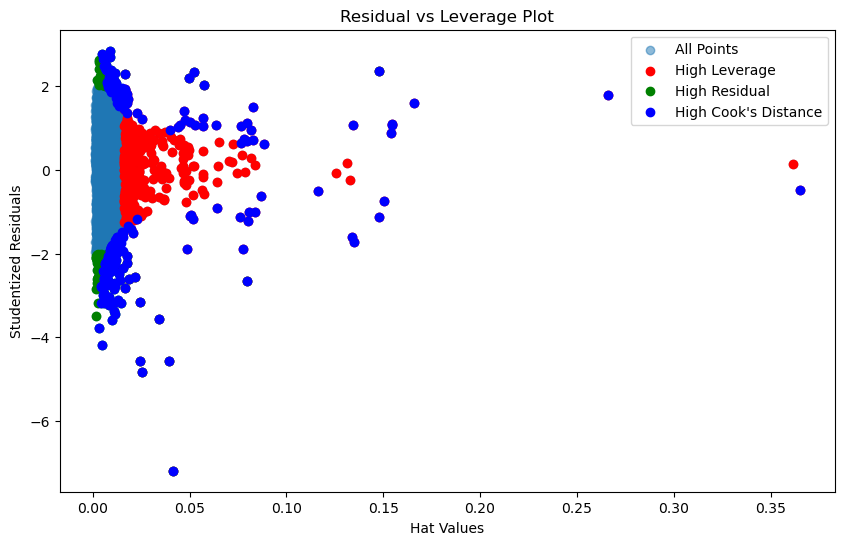 Residual vs Leverage Plot
All Points
High Leverage
High Residual
High Cook's Distance
2
0
−2
−4
−6
Studentized Residuals
0.00 0.05 0.10 0.15 0.20 0.25 0.30 0.35
Hat Values